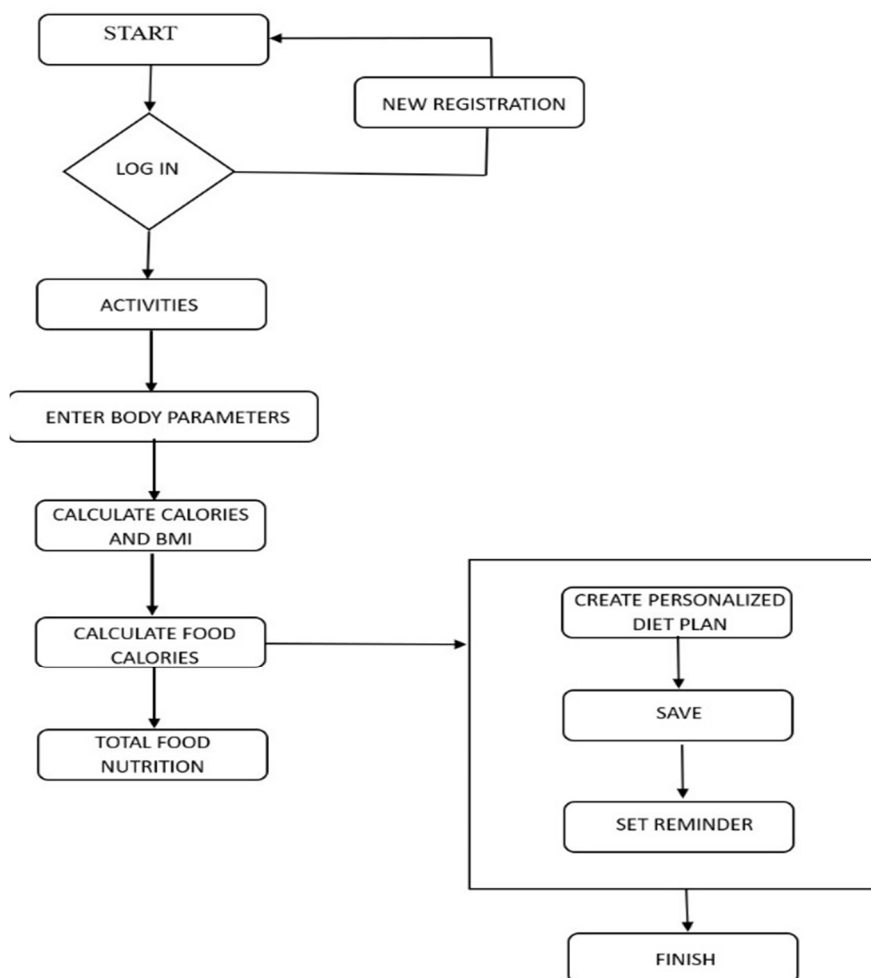 START
NEW REGISTRATION
LOG IN
ACTIVITIES
ENTER BODY PARAMETERS
CALCULATE CALORIES
AND BMI
CALCULATE FOOD
CALORIES
TOTAL FOOD
NUTRITION
CREATE PERSONALIZED
DIET PLAN
SAVE
SET REMINDER
FINISH